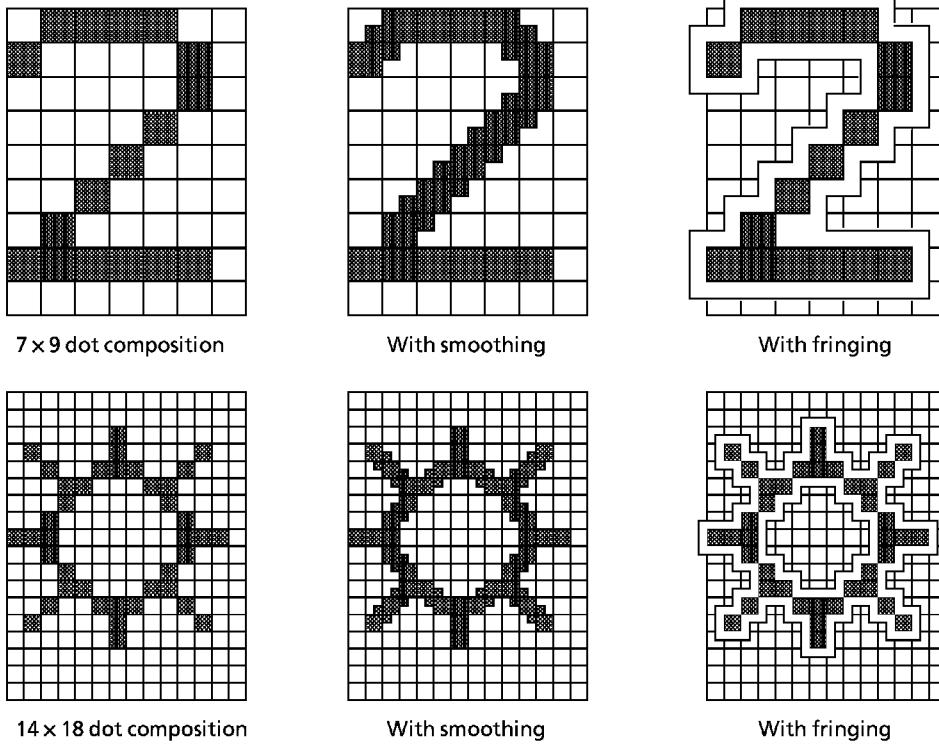 7 × 9 dot composition
With smoothing
With fringing
14 × 18 dot composition
With smoothing
With fringing